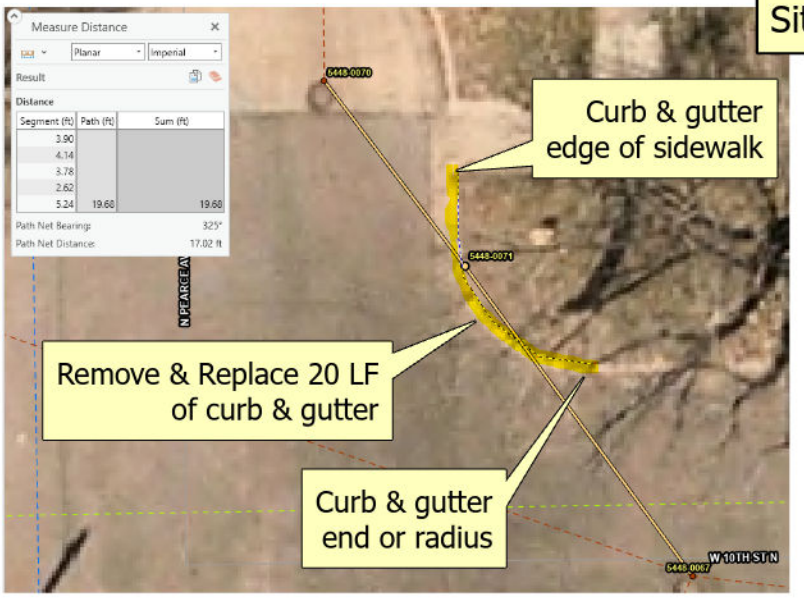 Measure Distance
Planar Imperial
Result
Distance
Segment (ft) Path (ft) Sum (ft)
3.90
4.14
3.78
2.62
5.24 19.68 19.68
Path Net Bearing: 325°
Path Net Distance: 17.02 ft
Sit
5448-0070
Curb & gutter
edge of sidewalk
5448-0071
N PEARCE AV
Remove & Replace 20 LF
of curb & gutter
Curb & gutter
end or radius
W 10TH ST N
5448-0067